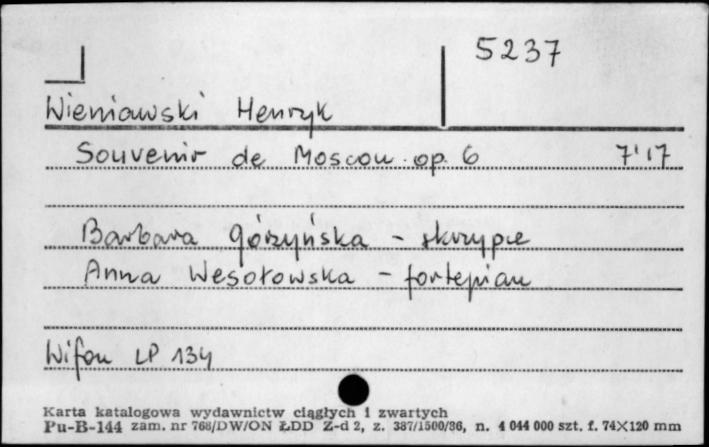 5237
Wieniawski Henryk
Souvenir de Moscou op. 6 7'17
Barbara Górzyńska - skrzypce
Anna Wesołowska - fortepian
Wifon LP 134
Karta katalogowa wydawnictw ciągłych i zwartych
Pu-B-144 zam. nr 768/DW/ON ŁDD Z-d 2, z. 387/1500/86, n. 4 044 000 szt. f. 74×120 mm